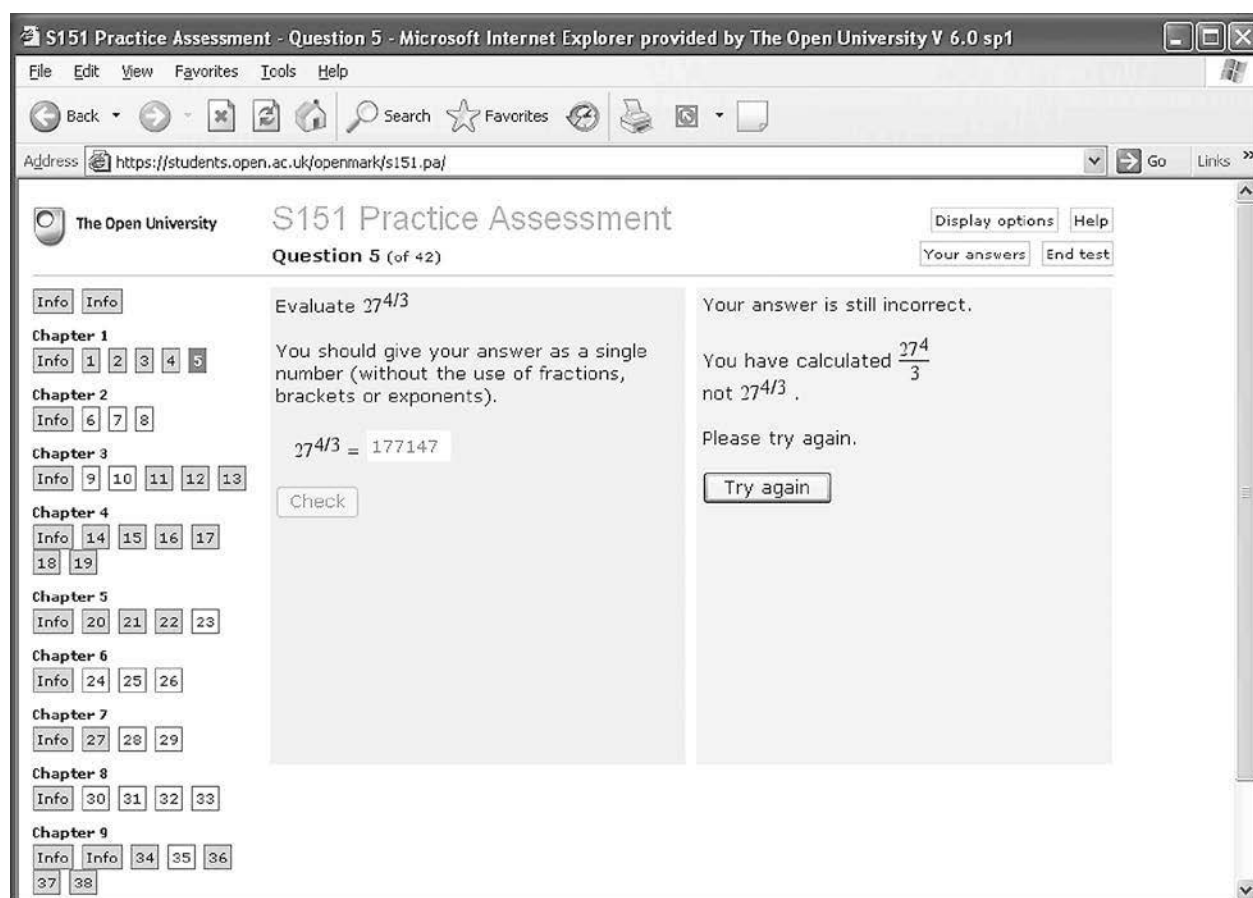 S151 Practice Assessment - Question 5 - Microsoft Internet Explorer provided by The Open University V 6.0 sp1
File Edit View Favorites Tools Help
Back Search Favorites
Address https://students.open.ac.uk/openmark/s151.pa/ Go Links »
The Open University
S151 Practice Assessment
Display options Help
Question 5 (of 42)
Your answers End test
Info Info
Chapter 1
Info 1 2 3 4 5
Chapter 2
Info 6 7 8
Chapter 3
Info 9 10 11 12 13
Chapter 4
Info 14 15 16 17
18 19
Chapter 5
Info 20 21 22 23
Chapter 6
Info 24 25 26
Chapter 7
Info 27 28 29
Chapter 8
Info 30 31 32 33
Chapter 9
Info Info 34 35 36
37 38
Evaluate 27^4/3
You should give your answer as a single
number (without the use of fractions,
brackets or exponents).
27^4/3 = 177147
Check
Your answer is still incorrect.
You have calculated 27^4/3
not 27^4/3 .
Please try again.
Try again